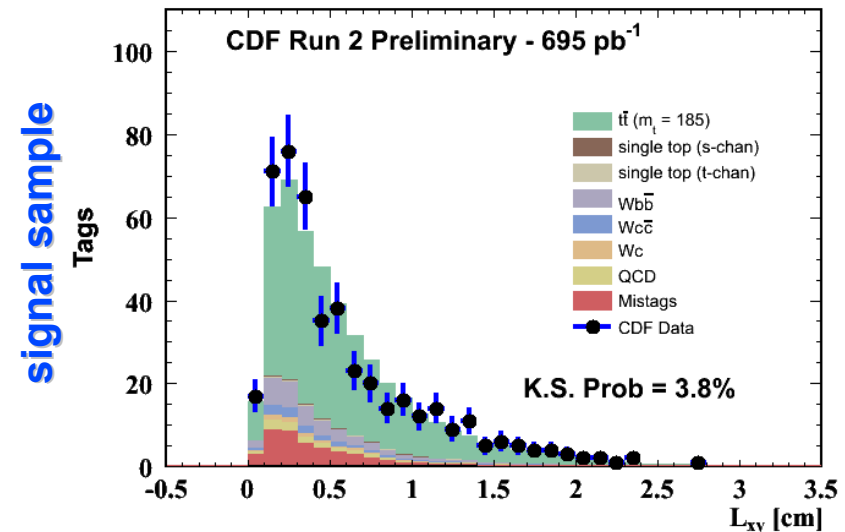 CDF Run 2 Preliminary - 695 pb⁻¹
signal sample
Tags
100
80
60
40
20
0
tt̄ (mₜ = 185)
single top (s-chan)
single top (t-chan)
Wbb̄
Wcc̄
Wc
QCD
Mistags
CDF Data
K.S. Prob = 3.8%
-0.5 0 0.5 1 1.5 2 2.5 3 3.5
L_xy [cm]